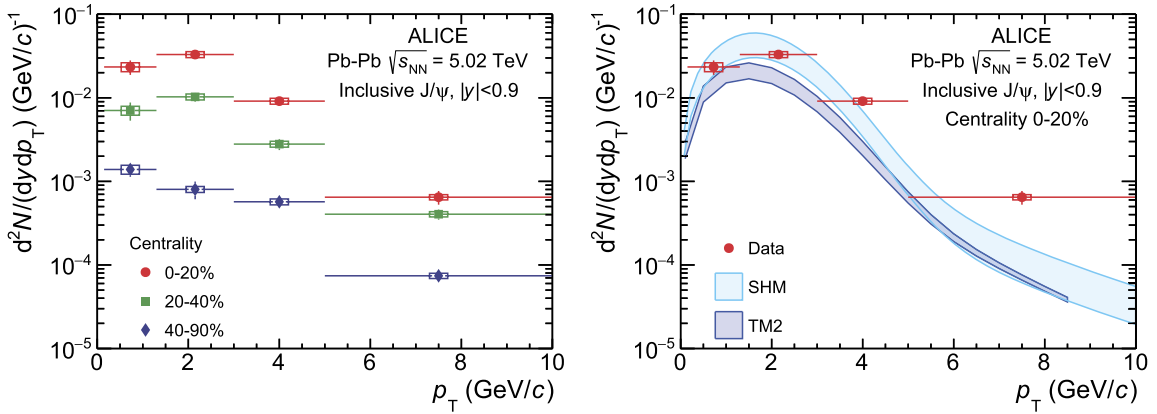 ALICE
Pb-Pb √s_NN = 5.02 TeV
Inclusive J/ψ, |y|<0.9
d²N/(dydp_T) (GeV/c)⁻¹
10⁻¹
10⁻²
10⁻³
10⁻⁴
10⁻⁵
Centrality
0-20%
20-40%
40-90%
0 2 4 6 8 10
p_T (GeV/c)
ALICE
Pb-Pb √s_NN = 5.02 TeV
Inclusive J/ψ, |y|<0.9
Centrality 0-20%
d²N/(dydp_T) (GeV/c)⁻¹
10⁻¹
10⁻²
10⁻³
10⁻⁴
10⁻⁵
Data
SHM
TM2
0 2 4 6 8 10
p_T (GeV/c)